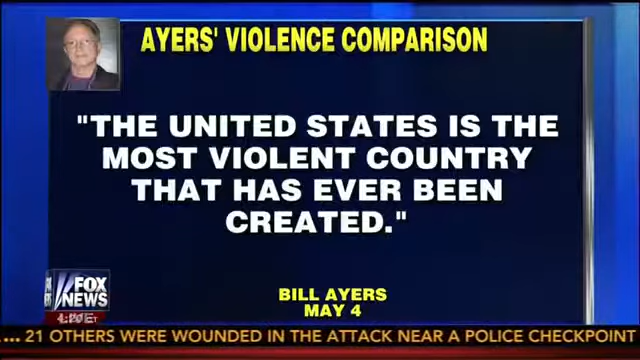 AYERS' VIOLENCE COMPARISON
"THE UNITED STATES IS THE
MOST VIOLENT COUNTRY
THAT HAS EVER BEEN
CREATED."
BILL AYERS
MAY 4
FOX
NEWS
... 21 OTHERS WERE WOUNDED IN THE ATTACK NEAR A POLICE CHECKPOINT